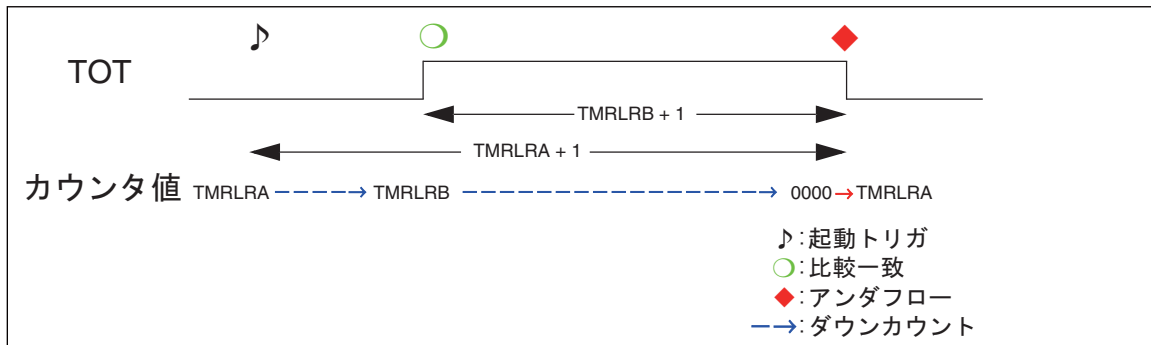 TOT
TMRLRB + 1
TMRLRA + 1
カウンタ値 TMRLRA TMRLRB 0000→TMRLRA
♪:起動トリガ
○:比較一致
◆:アンダフロー
−−→:ダウンカウント